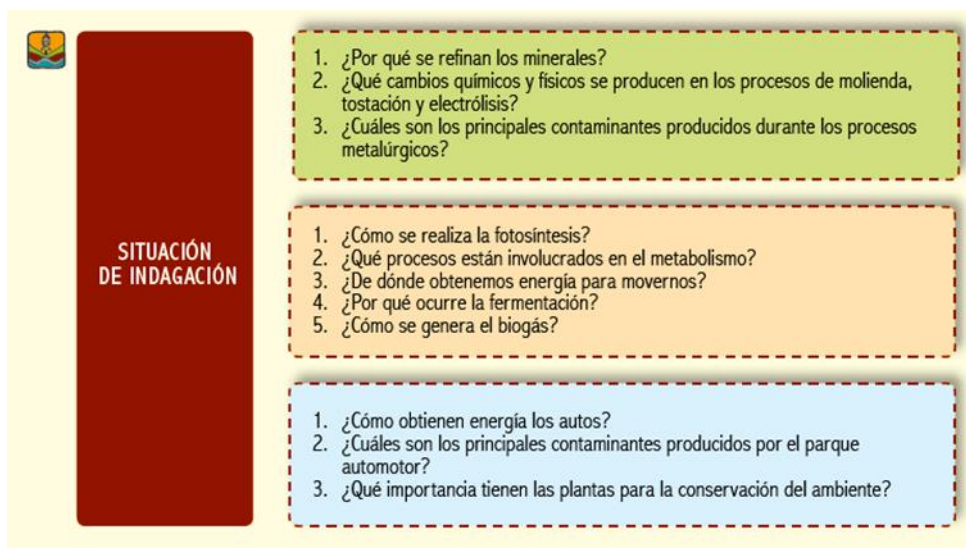 SITUACIÓN
DE INDAGACIÓN
1. ¿Por qué se refinan los minerales?
2. ¿Qué cambios químicos y físicos se producen en los procesos de molienda,
tostación y electrólisis?
3. ¿Cuáles son los principales contaminantes producidos durante los procesos
metalúrgicos?
1. ¿Cómo se realiza la fotosíntesis?
2. ¿Qué procesos están involucrados en el metabolismo?
3. ¿De dónde obtenemos energía para movernos?
4. ¿Por qué ocurre la fermentación?
5. ¿Cómo se genera el biogás?
1. ¿Cómo obtienen energía los autos?
2. ¿Cuáles son los principales contaminantes producidos por el parque
automotor?
3. ¿Qué importancia tienen las plantas para la conservación del ambiente?